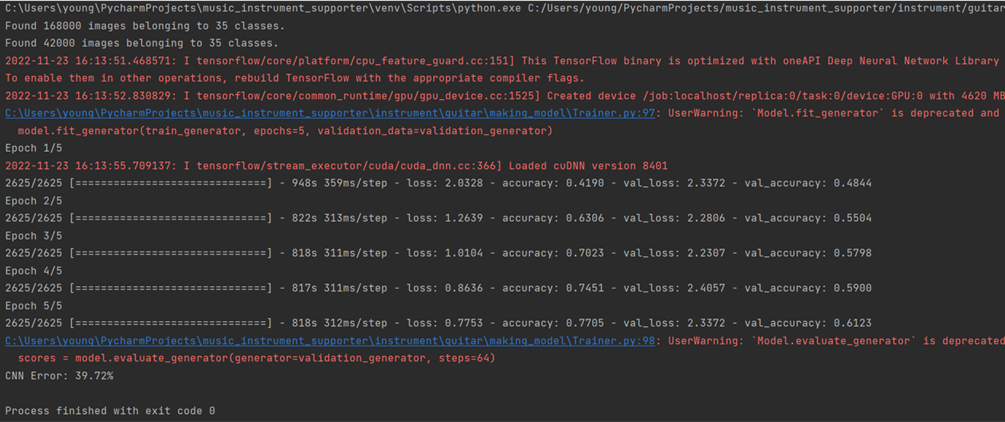 C:\Users\young\PycharmProjects\music_instrument_supporter\venv\Scripts\python.exe C:/Users/young/PycharmProjects/music_instrument_supporter/instrument/guitar
Found 168000 images belonging to 35 classes.
Found 42000 images belonging to 35 classes.
2022-11-23 16:13:51.468571: I tensorflow/core/platform/cpu_feature_guard.cc:151] This TensorFlow binary is optimized with oneAPI Deep Neural Network Library
To enable them in other operations, rebuild TensorFlow with the appropriate compiler flags.
2022-11-23 16:13:52.830829: I tensorflow/core/common_runtime/gpu/gpu_device.cc:1525] Created device /job:localhost/replica:0/task:0/device:GPU:0 with 4620 MB
C:\Users\young\PycharmProjects\music_instrument_supporter\instrument\guitar\making_model\Trainer.py:97: UserWarning: `Model.fit_generator` is deprecated and
model.fit_generator(train_generator, epochs=5, validation_data=validation_generator)
Epoch 1/5
2022-11-23 16:13:55.709137: I tensorflow/stream_executor/cuda/cuda_dnn.cc:366] Loaded cuDNN version 8401
2625/2625 [==============================] - 948s 359ms/step - loss: 2.0328 - accuracy: 0.4190 - val_loss: 2.3372 - val_accuracy: 0.4844
Epoch 2/5
2625/2625 [==============================] - 822s 313ms/step - loss: 1.2639 - accuracy: 0.6306 - val_loss: 2.2806 - val_accuracy: 0.5504
Epoch 3/5
2625/2625 [==============================] - 818s 311ms/step - loss: 1.0104 - accuracy: 0.7023 - val_loss: 2.2307 - val_accuracy: 0.5798
Epoch 4/5
2625/2625 [==============================] - 817s 311ms/step - loss: 0.8636 - accuracy: 0.7451 - val_loss: 2.4057 - val_accuracy: 0.5900
Epoch 5/5
2625/2625 [==============================] - 818s 312ms/step - loss: 0.7753 - accuracy: 0.7705 - val_loss: 2.3372 - val_accuracy: 0.6123
C:\Users\young\PycharmProjects\music_instrument_supporter\instrument\guitar\making_model\Trainer.py:98: UserWarning: `Model.evaluate_generator` is deprecated
scores = model.evaluate_generator(generator=validation_generator, steps=64)
CNN Error: 39.72%
Process finished with exit code 0